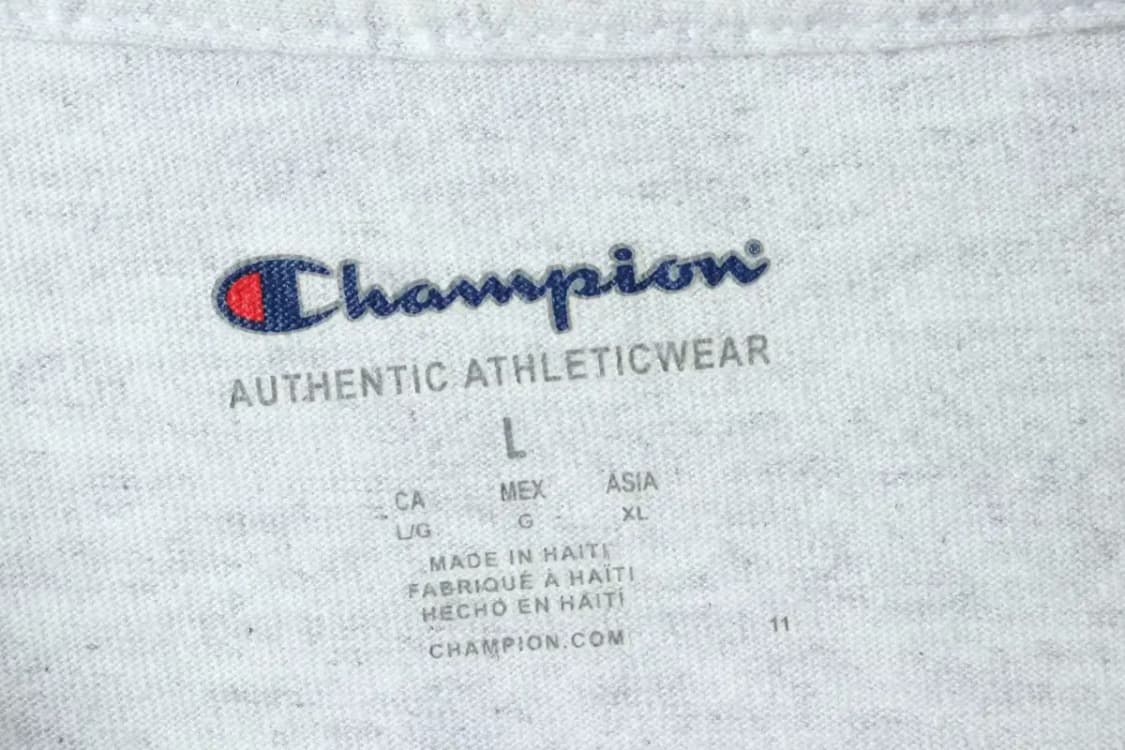 Champion®
AUTHENTIC ATHLETICWEAR
L
CA MEX ASIA
L/G G XL
MADE IN HAITI
FABRIQUÉ À HAÏTI
HECHO EN HAITÍ
CHAMPION.COM
11